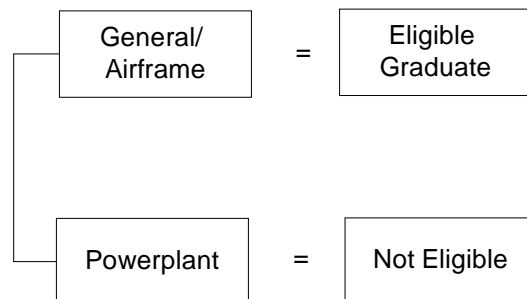 General/
Airframe
=
Eligible
Graduate
Powerplant
=
Not Eligible